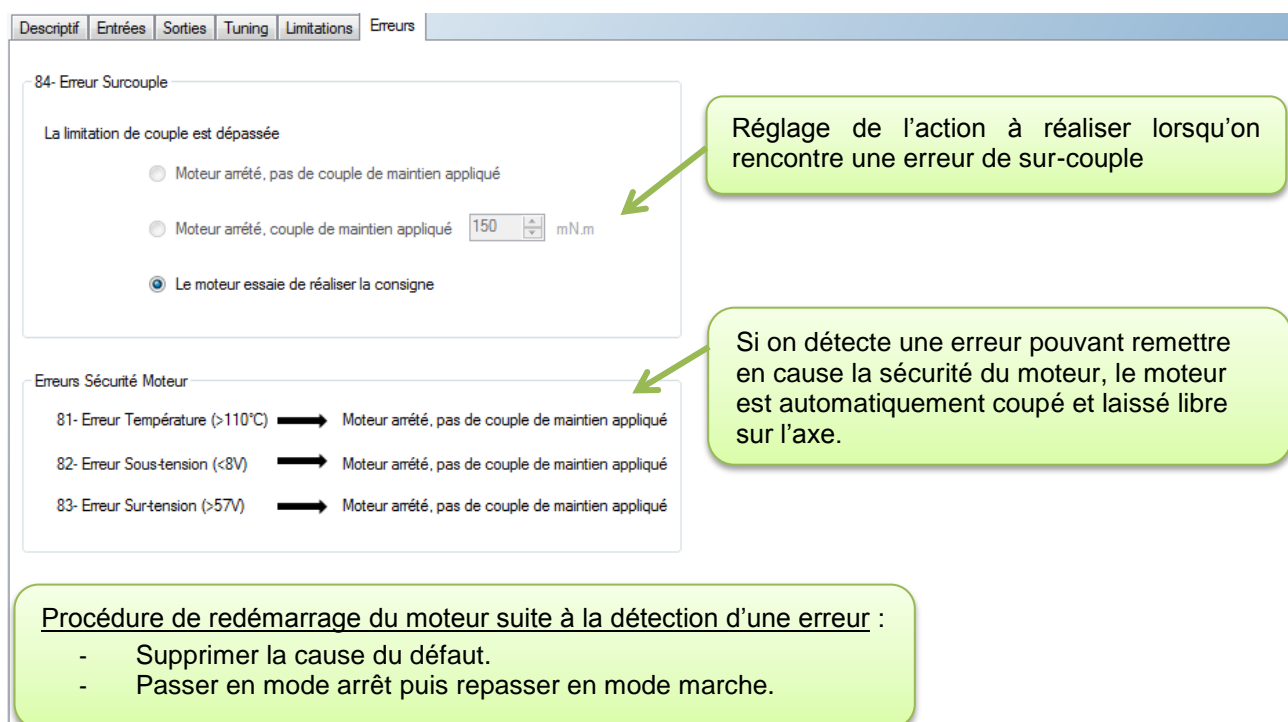 Descriptif Entrées Sorties Tuning Limitations Erreurs
84- Erreur Surcouple
La limitation de couple est dépassée
Moteur arrété, pas de couple de maintien appliqué
Moteur arrété, couple de maintien appliqué 150 mN.m
Le moteur essaie de réaliser la consigne
Réglage de l'action à réaliser lorsqu'on
rencontre une erreur de sur-couple
Erreurs Sécurité Moteur
81- Erreur Température (>110°C) Moteur arrété, pas de couple de maintien appliqué
82- Erreur Sous-tension (<8V) Moteur arrété, pas de couple de maintien appliqué
83- Erreur Sur-tension (>57V) Moteur arrété, pas de couple de maintien appliqué
Si on détecte une erreur pouvant remettre
en cause la sécurité du moteur, le moteur
est automatiquement coupé et laissé libre
sur l'axe.
Procédure de redémarrage du moteur suite à la détection d'une erreur :
- Supprimer la cause du défaut.
- Passer en mode arrêt puis repasser en mode marche.